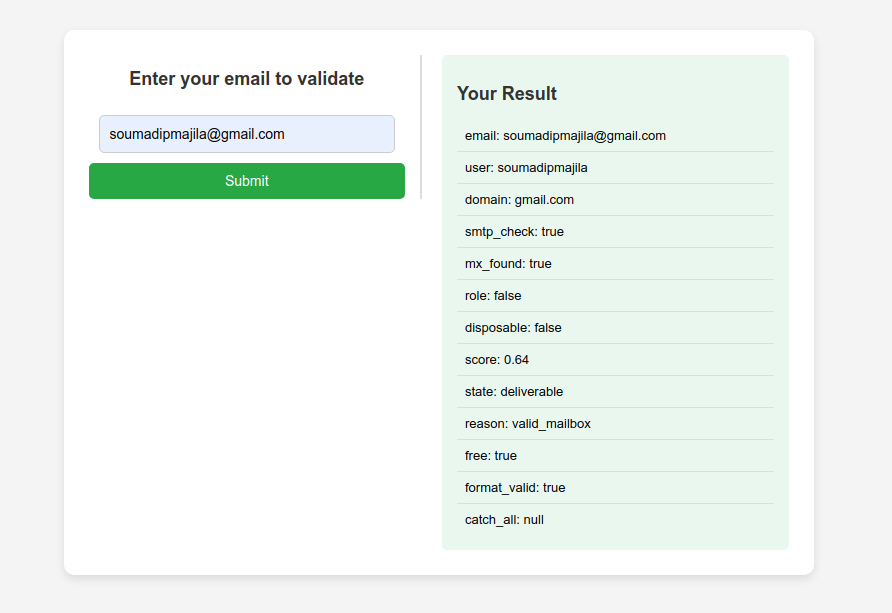 Enter your email to validate
soumadipmajila@gmail.com
Submit
Your Result
email: soumadipmajila@gmail.com
user: soumadipmajila
domain: gmail.com
smtp_check: true
mx_found: true
role: false
disposable: false
score: 0.64
state: deliverable
reason: valid_mailbox
free: true
format_valid: true
catch_all: null